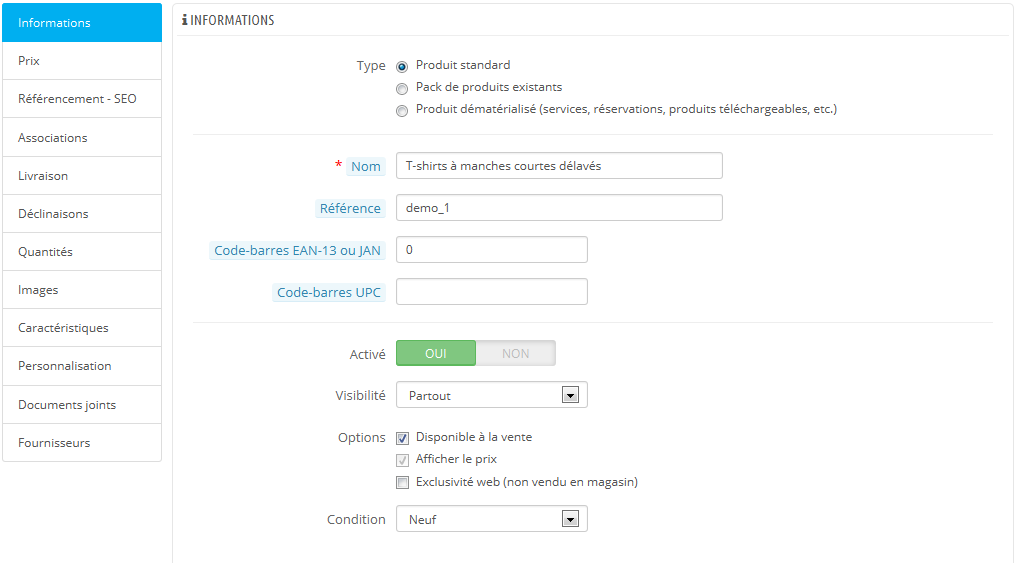 Informations
Prix
Référencement - SEO
Associations
Livraison
Déclinaisons
Quantités
Images
Caractéristiques
Personnalisation
Documents joints
Fournisseurs
INFORMATIONS
Type
Produit standard
Pack de produits existants
Produit dématérialisé (services, réservations, produits téléchargeables, etc.)
* Nom T-shirts à manches courtes délavés
Référence demo_1
Code-barres EAN-13 ou JAN 0
Code-barres UPC
Activé OUI NON
Visibilité Partout
Options Disponible à la vente
Afficher le prix
Exclusivité web (non vendu en magasin)
Condition Neuf